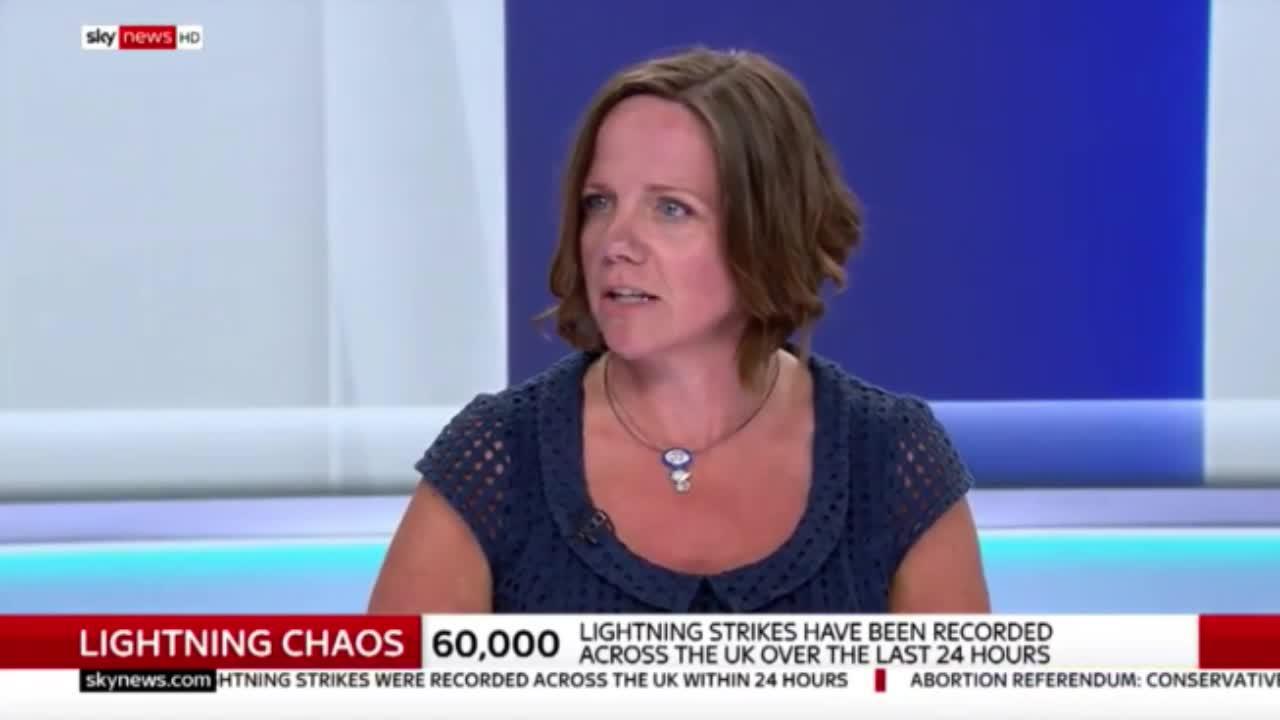 sky news HD
LIGHTNING CHAOS
60,000
LIGHTNING STRIKES HAVE BEEN RECORDED
ACROSS THE UK OVER THE LAST 24 HOURS
skynews.com
HTNING STRIKES WERE RECORDED ACROSS THE UK WITHIN 24 HOURS
ABORTION REFERENDUM: CONSERVATIVE